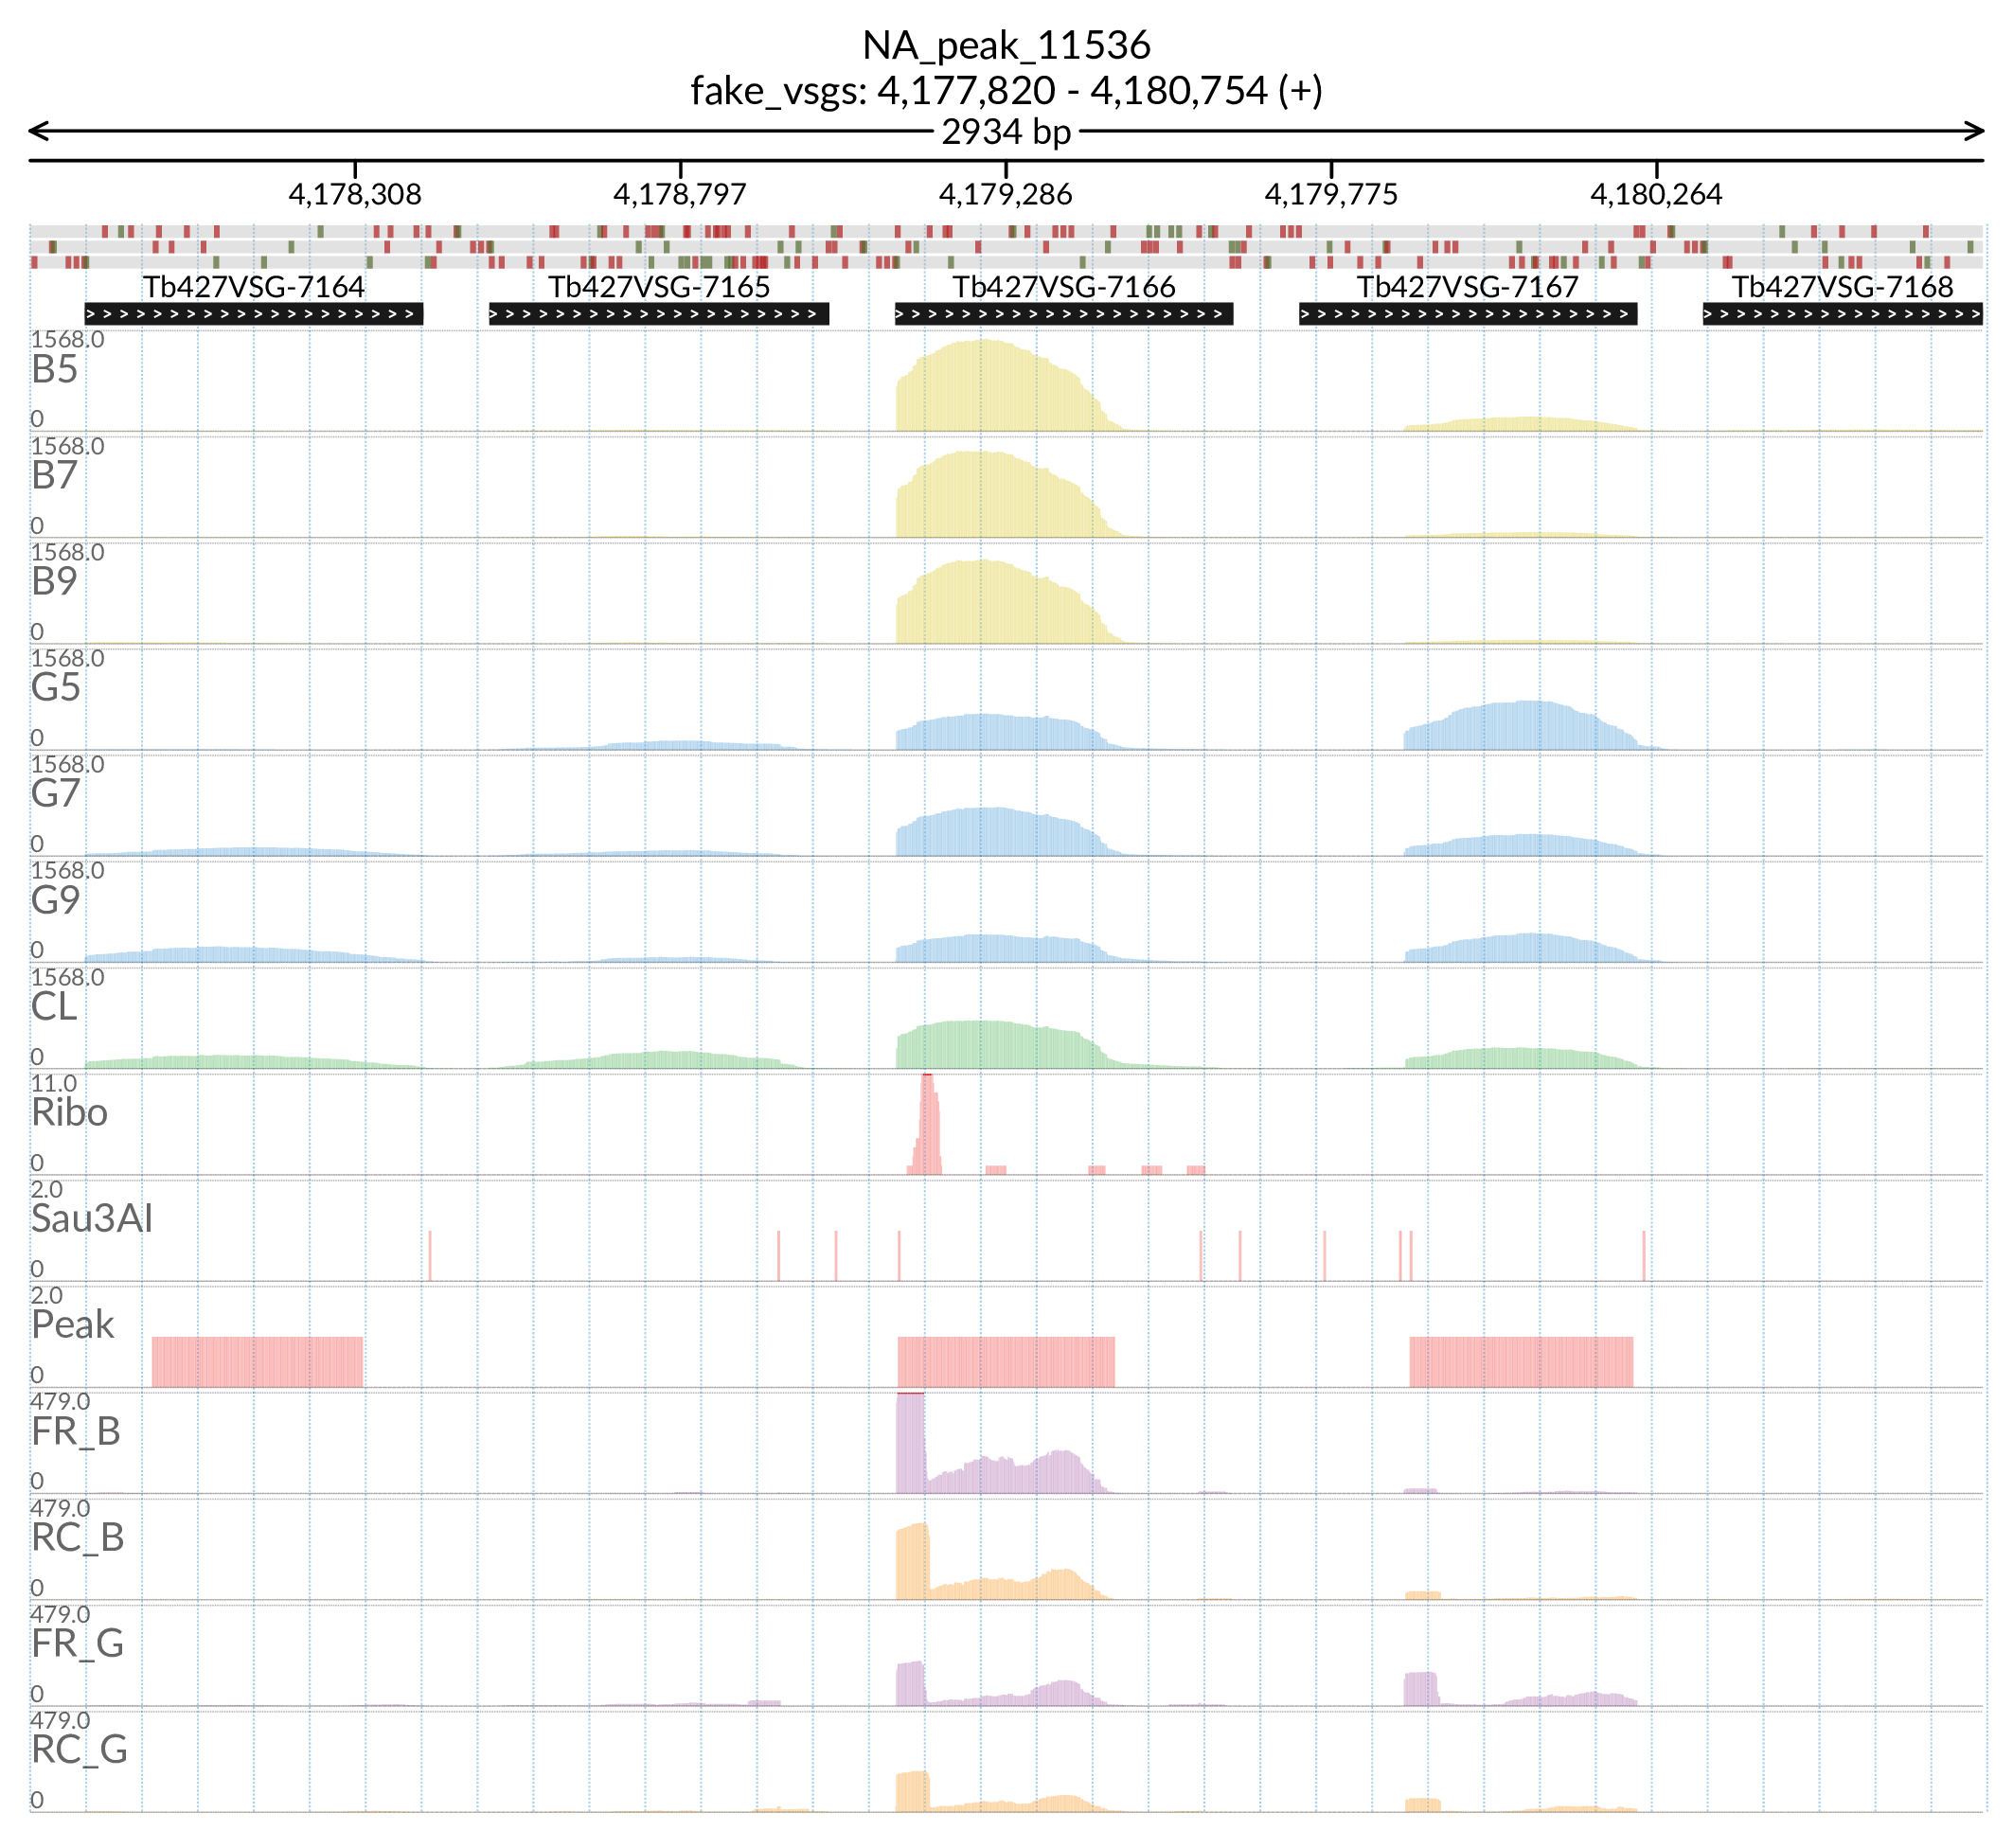 NA_peak_11536
fake_vsgs: 4,177,820 - 4,180,754 (+)
2934 bp
4,178,308 4,178,797 4,179,286 4,179,775 4,180,264
Tb427VSG-7164 Tb427VSG-7165 Tb427VSG-7166 Tb427VSG-7167 Tb427VSG-7168
1568.0
B5
0
1568.0
B7
0
1568.0
B9
0
1568.0
G5
0
1568.0
G7
0
1568.0
G9
0
1568.0
CL
0
11.0
Ribo
0
2.0
Sau3AI
0
2.0
Peak
0
479.0
FR_B
0
479.0
RC_B
0
479.0
FR_G
0
479.0
RC_G
0